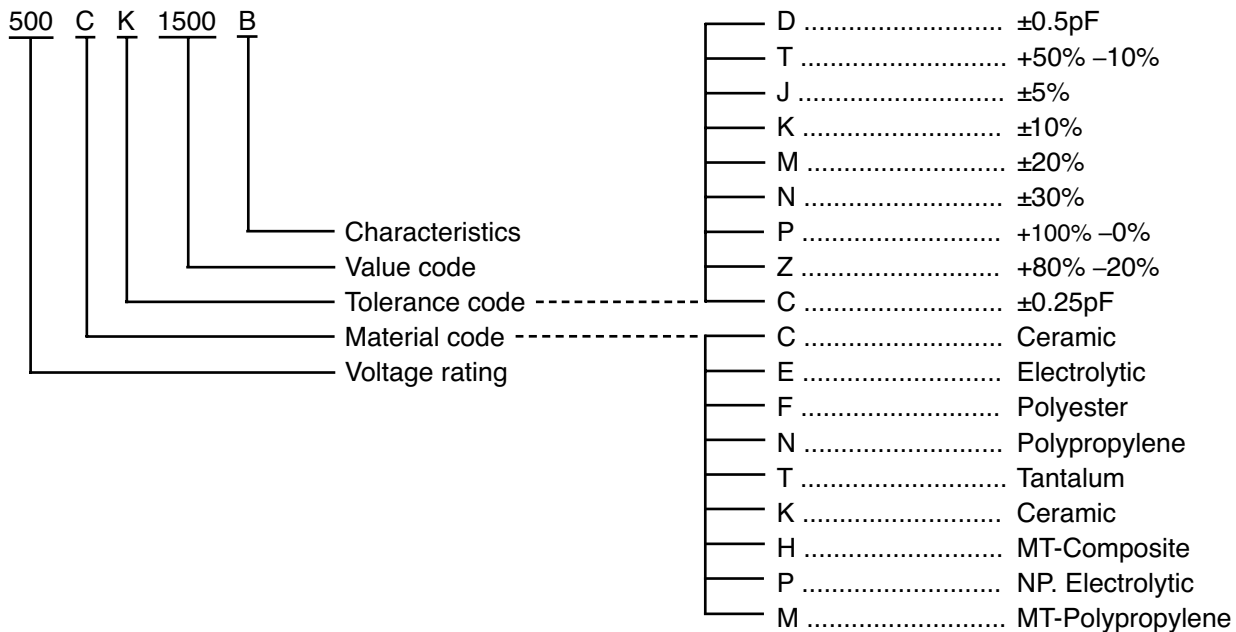 500 C K 1500 B
Characteristics
Value code
Tolerance code
Material code
Voltage rating
D .......................... ±0.5pF
T .......................... +50% –10%
J .......................... ±5%
K .......................... ±10%
M .......................... ±20%
N .......................... ±30%
P .......................... +100% –0%
Z .......................... +80% –20%
C .......................... ±0.25pF
C .......................... Ceramic
E .......................... Electrolytic
F .......................... Polyester
N .......................... Polypropylene
T .......................... Tantalum
K .......................... Ceramic
H .......................... MT-Composite
P .......................... NP. Electrolytic
M .......................... MT-Polypropylene